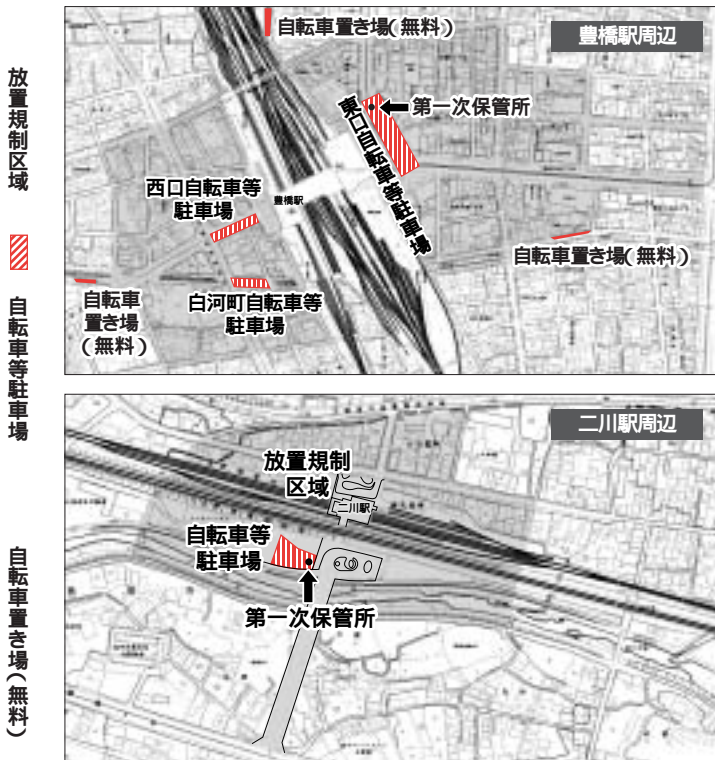 放置規制区域
自転車等駐車場
自転車置き場(無料)
豊橋駅周辺
自転車置き場(無料)
第一次保管所
東口自転車等駐車場
西口自転車等
駐車場
豊橋駅
自転車置き場(無料)
自転車
置き場
(無料)
白河町自転車等
駐車場
二川駅周辺
放置規制
区域
二川駅
自転車等
駐車場
第一次保管所